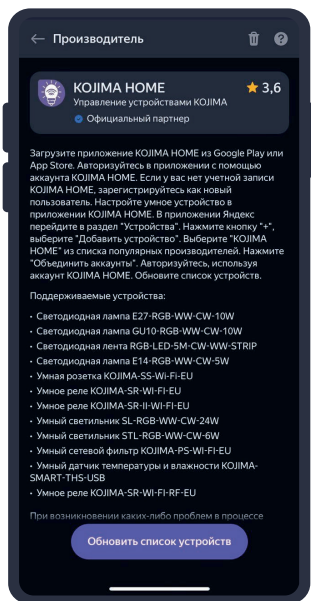 Производитель
KOJIMA HOME
3,6
Управление устройствами KOJIMA
Официальный партнер
Загрузите приложение KOJIMA HOME из Google Play или
App Store. Авторизуйтесь в приложении с помощью
аккаунта KOJIMA HOME. Если у вас нет учетной записи
KOJIMA HOME, зарегистрируйтесь как новый
пользователь. Настройте умное устройство в
приложении KOJIMA HOME. В приложении Яндекс
перейдите в раздел "Устройства". Нажмите кнопку "+",
выберите "Добавить устройство". Выберите "KOJIMA
HOME" из списка популярных производителей. Нажмите
"Объединить аккаунты". Авторизуйтесь, используя
аккаунт KOJIMA HOME. Обновите список устройств.
Поддерживаемые устройства:
• Светодиодная лампа E27-RGB-WW-CW-10W
• Светодиодная лампа GU10-RGB-WW-CW-10W
• Светодиодная лента RGB-LED-5M-CW-WW-STRIP
• Светодиодная лампа E14-RGB-WW-CW-5W
• Умная розетка KOJIMA-SS-Wi-Fi-EU
• Умное реле KOJIMA-SR-WI-FI-EU
• Умное реле KOJIMA-SR-II-WI-FI-EU
• Умный светильник SL-RGB-WW-CW-24W
• Умный светильник STL-RGB-WW-CW-6W
• Умный сетевой фильтр KOJIMA-PS-WI-FI-EU
• Умный датчик температуры и влажности KOJIMA-
SMART-THS-USB
• Умное реле KOJIMA-SR-WI-FI-RF-EU
При возникновении каких-либо проблем в процессе
Обновить список устройств